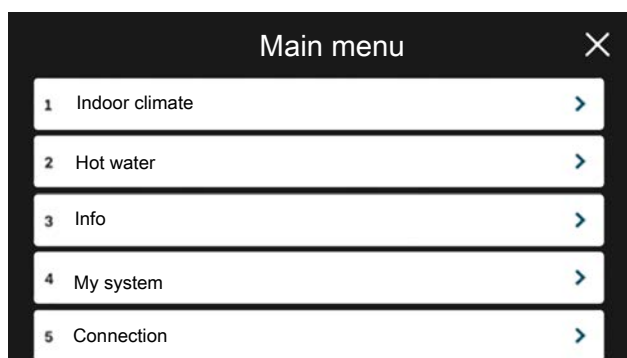 Main menu
1 Indoor climate
2 Hot water
3 Info
4 My system
5 Connection